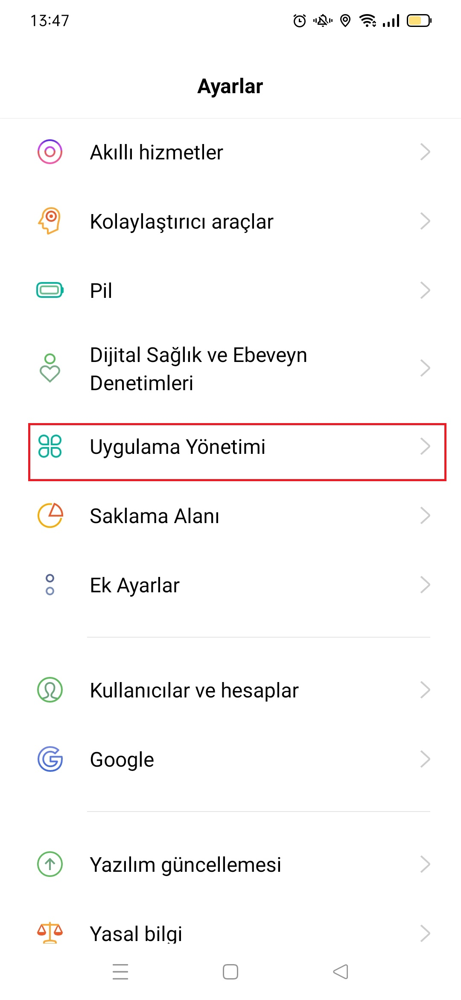 13:47
Ayarlar
Akıllı hizmetler
Kolaylaştırıcı araçlar
Pil
Dijital Sağlık ve Ebeveyn
Denetimleri
Uygulama Yönetimi
Saklama Alanı
Ek Ayarlar
Kullanıcılar ve hesaplar
Google
Yazılım güncellemesi
Yasal bilgi